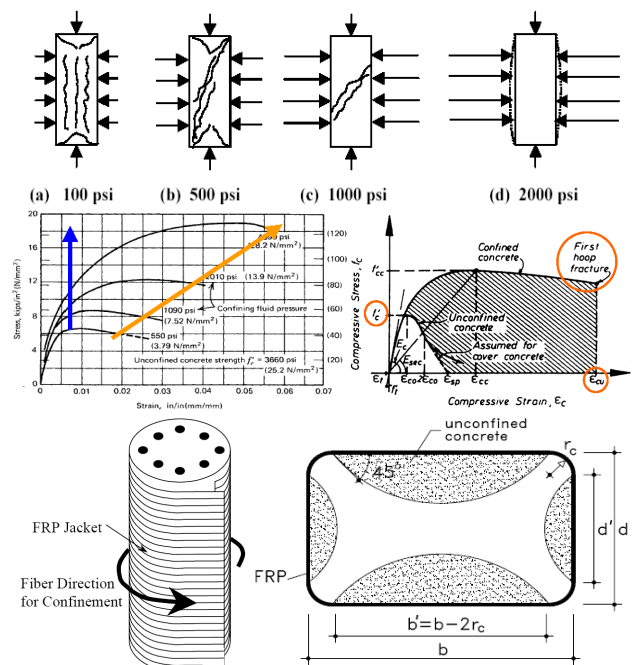 (a) 100 psi (b) 500 psi (c) 1000 psi (d) 2000 psi
Stress, kips/in² (N/mm²)
20
16
12
8
4
0
(120)
(100)
(80)
(60)
(40)
(20)
psi
(28.2 N/mm²)
2010 psi
(13.9 N/mm²)
Confining fluid pressure
1090 psi
(7.52 N/mm²)
550 psi
(3.79 N/mm²)
Unconfined concrete strength f'c = 3660 psi
(25.2 N/mm²)
0 0.01 0.02 0.03 0.04 0.05 0.06 0.07
Strain, in/in (mm/mm)
Compressive Stress, fc
f'cc
f'c
Confined
concrete
First
hoop
fracture
Unconfined
concrete
Assumed for
cover concrete
Ec
Esec
f't
εt εco 2εco εsp εcc εcu
Compressive Strain, εc
FRP Jacket
Fiber Direction
for Confinement
unconfined
concrete
45°
rc
d' d
FRP
b'=b-2rc
b